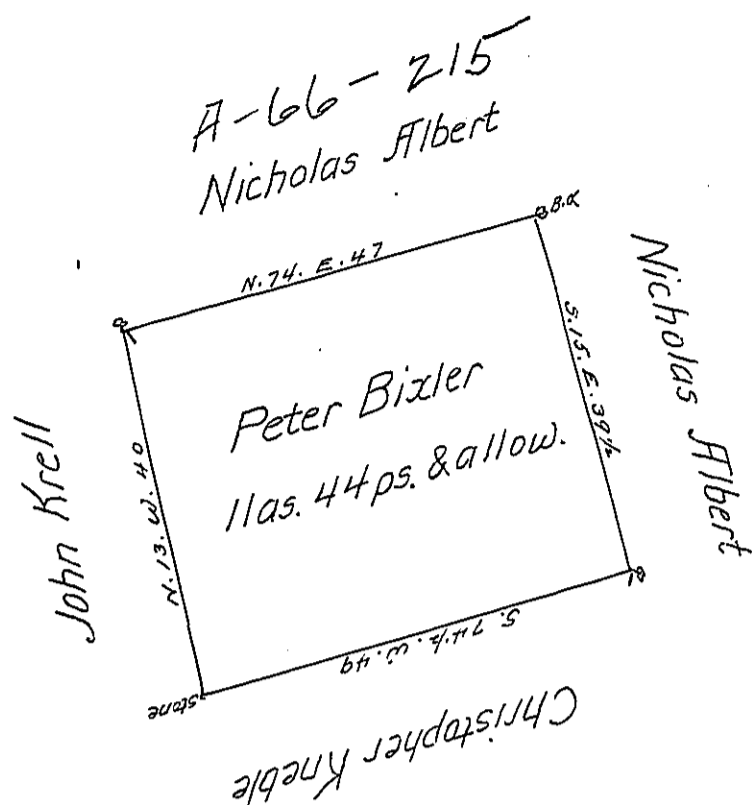 A-66-215
Nicholas Albert
B.O.
N.74. E.47
Nicholas Albert
S.15. E.39½
Peter Bixler
11as. 44ps. & allow.
John Krell
N.13. W.40
S.74½. W.49
Stone
Christopher Kneble